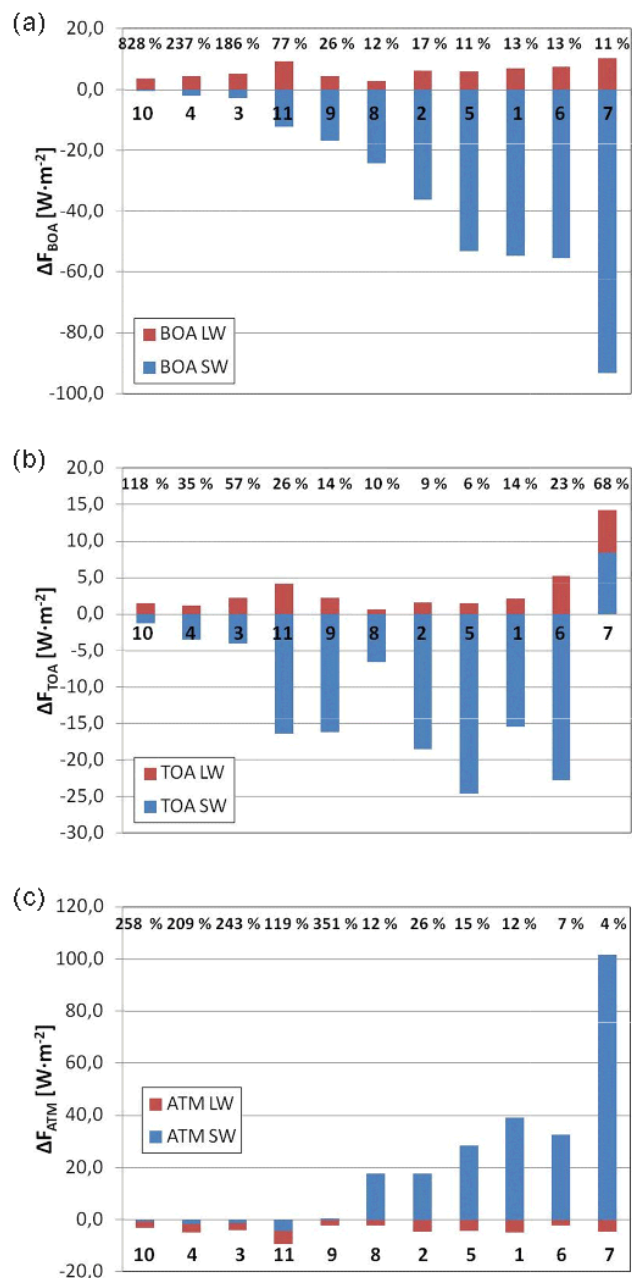 (a)
828 % 237 % 186 % 77 % 26 % 12 % 17 % 11 % 13 % 13 % 11 %
0,0
10 4 3 11 9 8 2 5 1 6 7
-20,0
-40,0
-60,0
-80,0
-100,0
ΔF_BOA [W·m⁻²]
BOA LW
BOA SW
(b)
20,0
118 % 35 % 57 % 26 % 14 % 10 % 9 % 6 % 14 % 23 % 68 %
15,0
10,0
5,0
0,0
10 4 3 11 9 8 2 5 1 6 7
-5,0
-10,0
-15,0
-20,0
-25,0
-30,0
ΔF_TOA [W·m⁻²]
TOA LW
TOA SW
(c)
120,0
258 % 209 % 243 % 119 % 351 % 12 % 26 % 15 % 12 % 7 % 4 %
100,0
80,0
60,0
40,0
20,0
0,0
-20,0
ΔF_ATM [W·m⁻²]
ATM LW
ATM SW
10 4 3 11 9 8 2 5 1 6 7